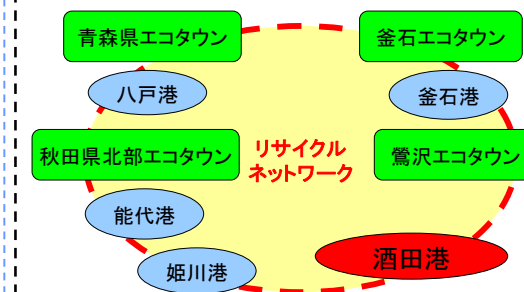 青森県エコタウン
釜石エコタウン
八戸港
釜石港
秋田県北部エコタウン
リサイクル
ネットワーク
鶯沢エコタウン
能代港
酒田港
姫川港